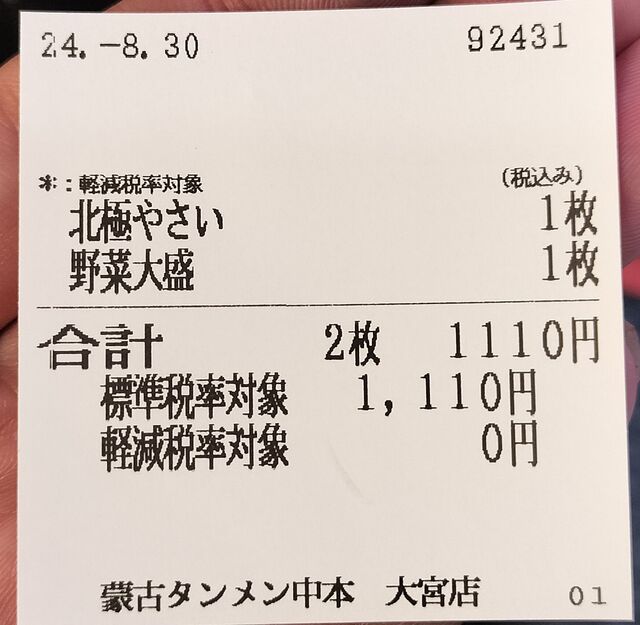 24.-8.30 92431
*:軽減税率対象 (税込み)
北極やさい 1枚
野菜大盛 1枚
合計 2枚 1110円
標準税率対象 1,110円
軽減税率対象 0円
蒙古タンメン中本 大宮店 01